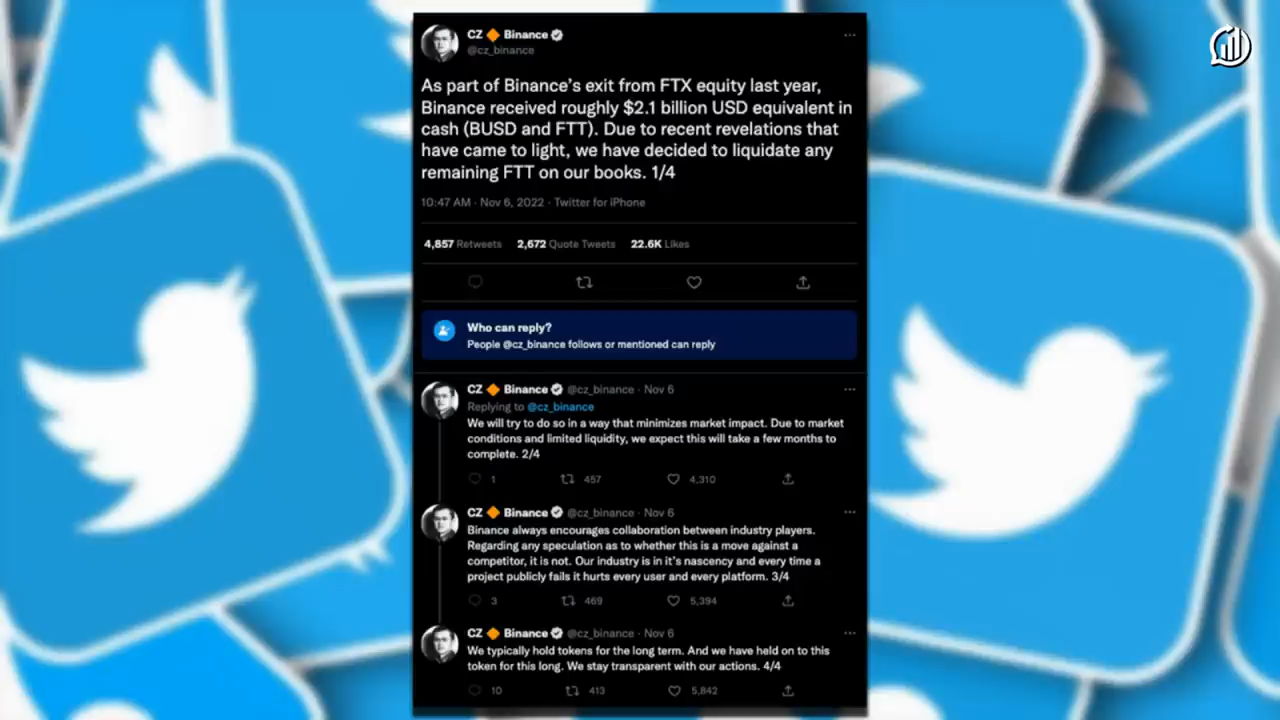 CZ 🔶 Binance
@cz_binance
As part of Binance's exit from FTX equity last year,
Binance received roughly $2.1 billion USD equivalent in
cash (BUSD and FTT). Due to recent revelations that
have came to light, we have decided to liquidate any
remaining FTT on our books. 1/4
10:47 AM · Nov 6, 2022 · Twitter for iPhone
4,857 Retweets 2,672 Quote Tweets 22.6K Likes
Who can reply?
People @cz_binance follows or mentioned can reply
CZ 🔶 Binance @cz_binance · Nov 6
Replying to @cz_binance
We will try to do so in a way that minimizes market impact. Due to market
conditions and limited liquidity, we expect this will take a few months to
complete. 2/4
1 457 4,310
CZ 🔶 Binance @cz_binance · Nov 6
Binance always encourages collaboration between industry players.
Regarding any speculation as to whether this is a move against a
competitor, it is not. Our industry is in it's nascency and every time a
project publicly fails it hurts every user and every platform. 3/4
3 469 5,394
CZ 🔶 Binance @cz_binance · Nov 6
We typically hold tokens for the long term. And we have held on to this
token for this long. We stay transparent with our actions. 4/4
10 413 5,842